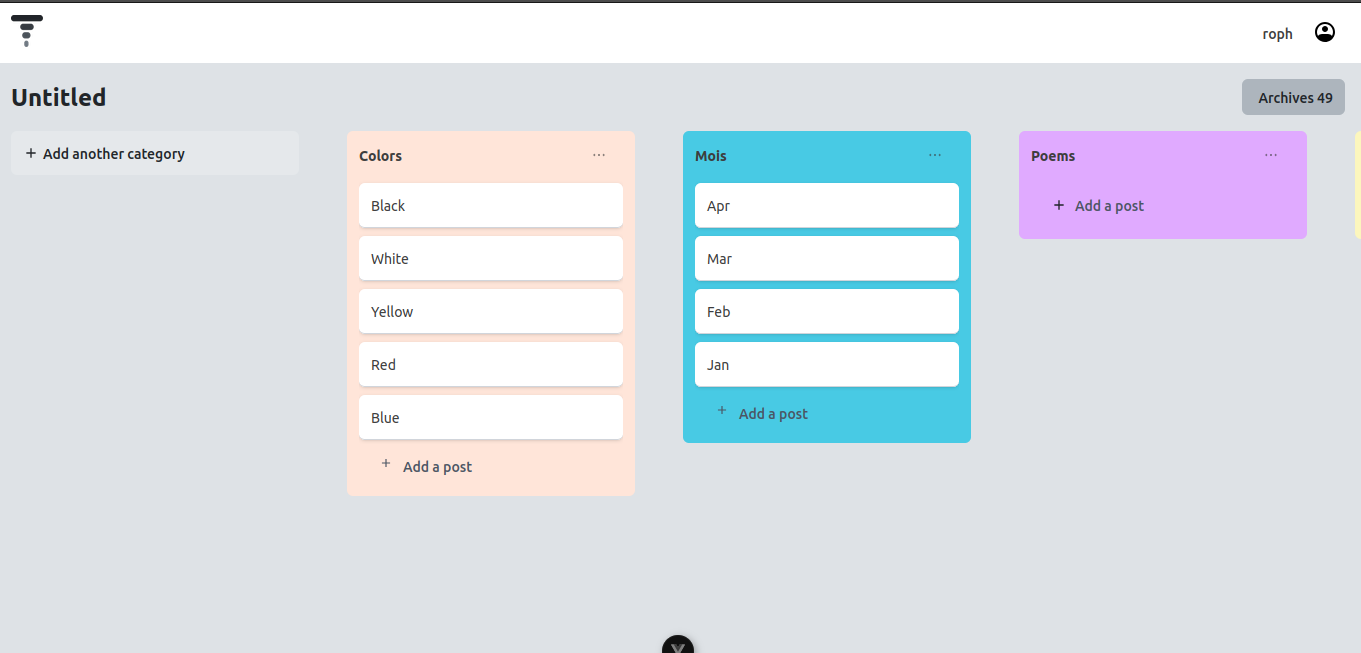 roph
Untitled
Archives 49
+ Add another category
Colors
...
Black
White
Yellow
Red
Blue
+ Add a post
Mois
...
Apr
Mar
Feb
Jan
+ Add a post
Poems
...
+ Add a post